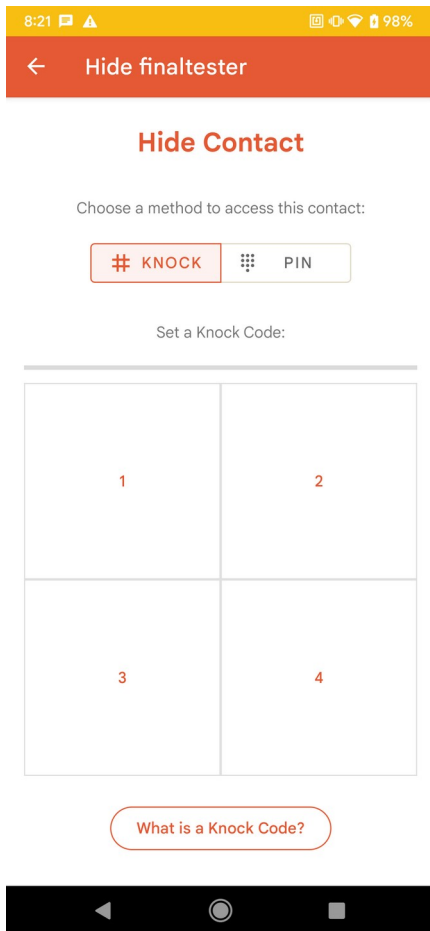 8:21 98%
Hide finaltester
Hide Contact
Choose a method to access this contact:
KNOCK PIN
Set a Knock Code:
1 2
3 4
What is a Knock Code?